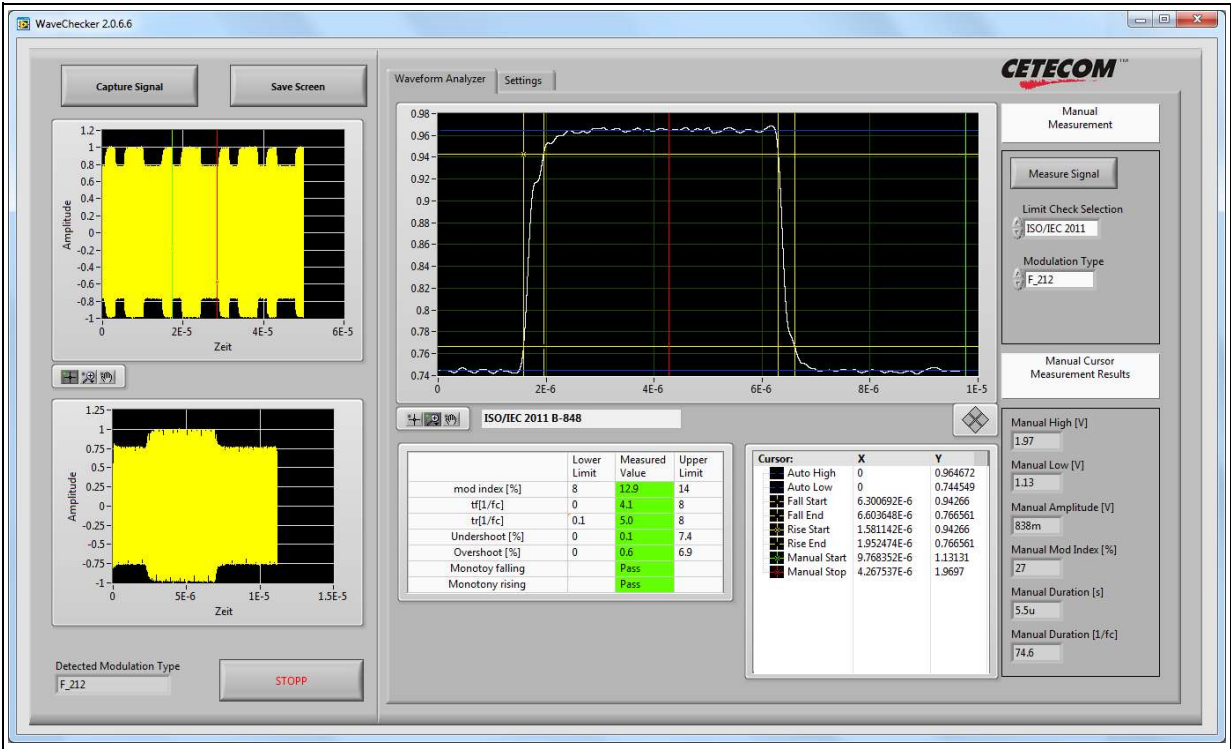 WaveChecker 2.0.6.6
Capture Signal
Save Screen
1.2
1
0.8
0.6
0.4
0.2
0
-0.2
-0.4
-0.6
-0.8
-1
Amplitude
0 2E-5 4E-5 6E-5
Zeit
1.25
1
0.75
0.5
0.25
0
-0.25
-0.5
-0.75
-1
Amplitude
0 5E-6 1E-5 1.5E-5
Zeit
Detected Modulation Type
F_212
STOPP
Waveform Analyzer Settings
CETECOM™
0.98
0.96
0.94
0.92
0.9
0.88
0.86
0.84
0.82
0.8
0.78
0.76
0.74
0 2E-6 4E-6 6E-6 8E-6 1E-5
ISO/IEC 2011 B-848
Lower Limit Measured Value Upper Limit
mod index [%] 8 12.9 14
tf[1/fc] 0 4.1 8
tr[1/fc] 0.1 5.0 8
Undershoot [%] 0 0.1 7.4
Overshoot [%] 0 0.6 6.9
Monotoy falling Pass
Monotony rising Pass
Cursor: X Y
Auto High 0 0.964672
Auto Low 0 0.744549
Fall Start 6.300692E-6 0.94266
Fall End 6.603648E-6 0.766561
Rise Start 1.581142E-6 0.94266
Rise End 1.952474E-6 0.766561
Manual Start 9.768352E-6 1.13131
Manual Stop 4.267537E-6 1.9697
Manual
Measurement
Measure Signal
Limit Check Selection
ISO/IEC 2011
Modulation Type
F_212
Manual Cursor
Measurement Results
Manual High [V]
1.97
Manual Low [V]
1.13
Manual Amplitude [V]
838m
Manual Mod Index [%]
27
Manual Duration [s]
5.5u
Manual Duration [1/fc]
74.6